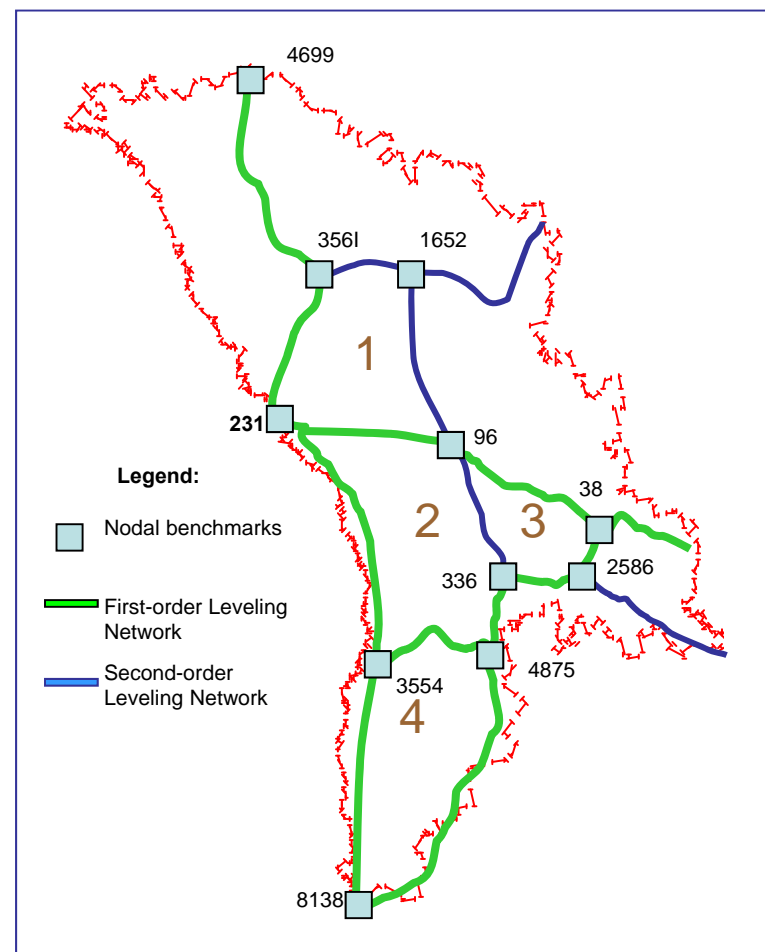 4699
356I
1652
1
231
96
Legend:
38
2
3
Nodal benchmarks
2586
336
First-order Leveling
Network
4875
Second-order
Leveling Network
3554
4
8138